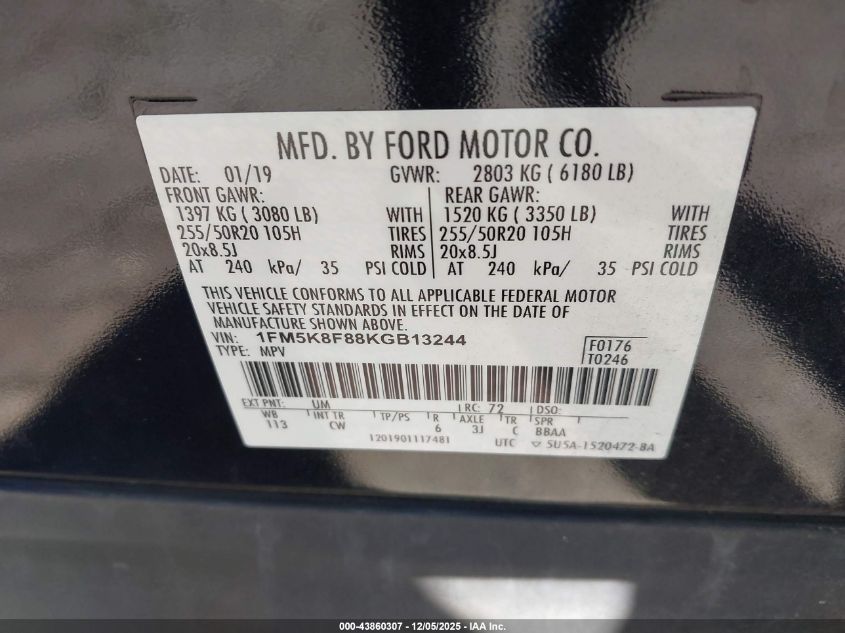 MFD. BY FORD MOTOR CO.
DATE: 01/19 GVWR: 2803 KG ( 6180 LB)
FRONT GAWR: REAR GAWR:
1397 KG ( 3080 LB) WITH 1520 KG ( 3350 LB) WITH
255/50R20 105H TIRES 255/50R20 105H TIRES
20x8.5J RIMS 20x8.5J RIMS
AT 240 kPa/ 35 PSI COLD AT 240 kPa/ 35 PSI COLD
THIS VEHICLE CONFORMS TO ALL APPLICABLE FEDERAL MOTOR
VEHICLE SAFETY STANDARDS IN EFFECT ON THE DATE OF
MANUFACTURE SHOWN ABOVE.
VIN: 1FM5K8F88KGB13244 F0176
TYPE: MPV T0246
EXT PNT: UM RC: 72 DSO:
WB INT TR TP/PS R AXLE TR SPR
113 CW 6 3J C BBAA
1201901117481 UTC ▽ 5U5A-1520472-BA
000-43860307 - 12/05/2025 - IAA Inc.